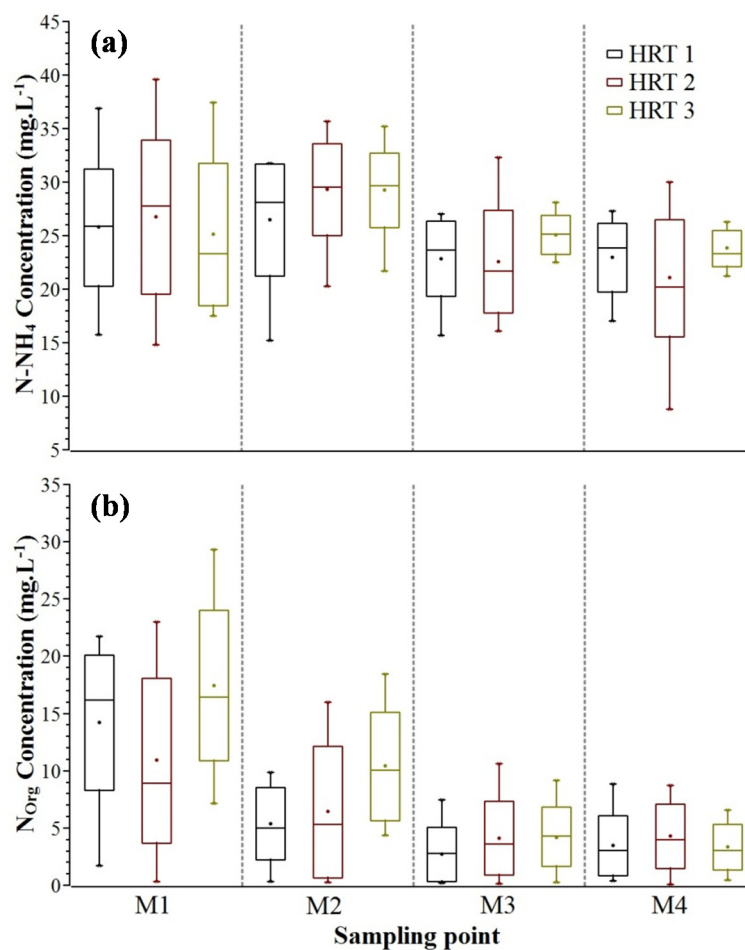 (a)
HRT 1
HRT 2
HRT 3
N-NH₄ Concentration (mg.L⁻¹)
45
40
35
30
25
20
15
10
5
(b)
N_Org Concentration (mg.L⁻¹)
35
30
25
20
15
10
5
0
M1 M2 M3 M4
Sampling point